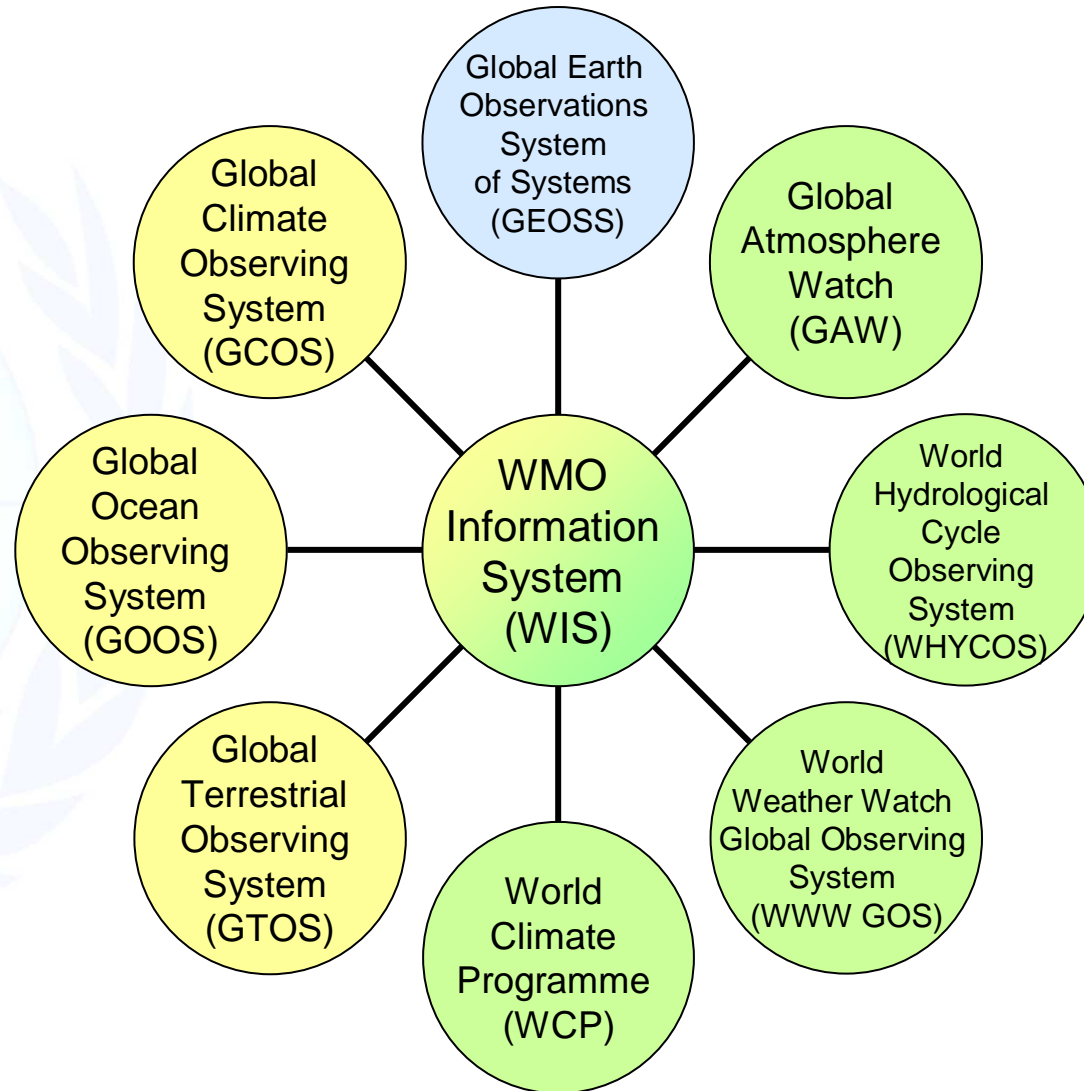 Global Earth
Observations
System
of Systems
(GEOSS)
Global
Climate
Observing
System
(GCOS)
Global
Atmosphere
Watch
(GAW)
Global
Ocean
Observing
System
(GOOS)
WMO
Information
System
(WIS)
World
Hydrological
Cycle
Observing
System
(WHYCOS)
Global
Terrestrial
Observing
System
(GTOS)
World
Climate
Programme
(WCP)
World
Weather Watch
Global Observing
System
(WWW GOS)